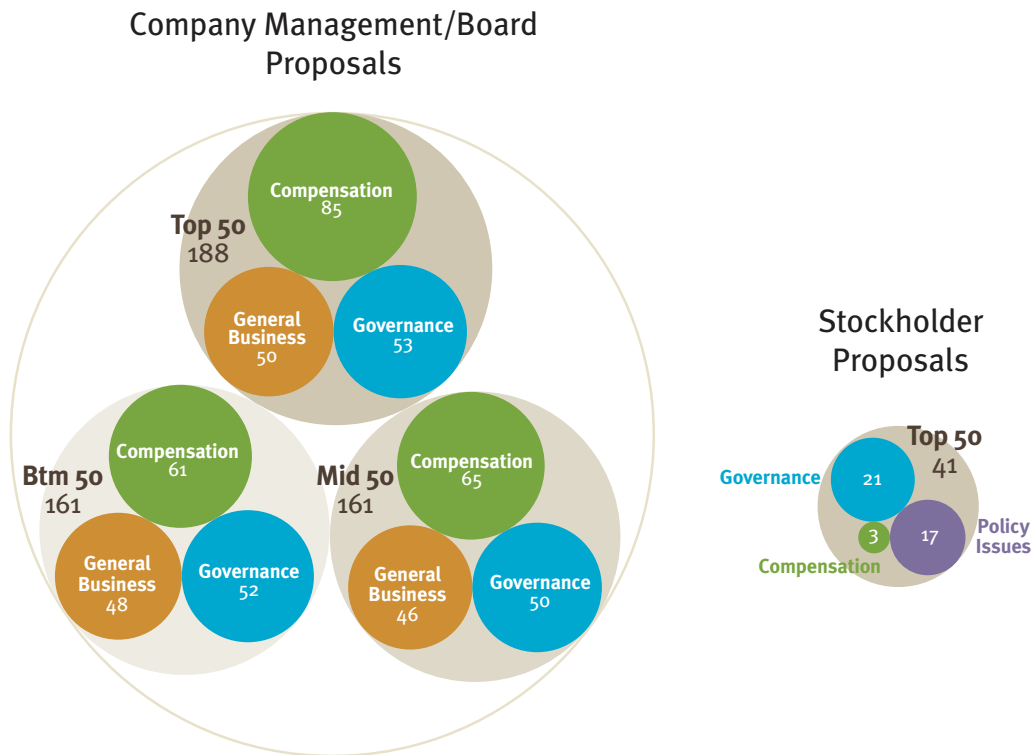 Company Management/Board
Proposals
Compensation
85
Top 50
188
General
Business
50
Governance
53
Btm 50
161
Compensation
61
General
Business
48
Governance
52
Mid 50
161
Compensation
65
General
Business
46
Governance
50
Stockholder
Proposals
Top 50
41
Governance
21
3
Compensation
17
Policy
Issues